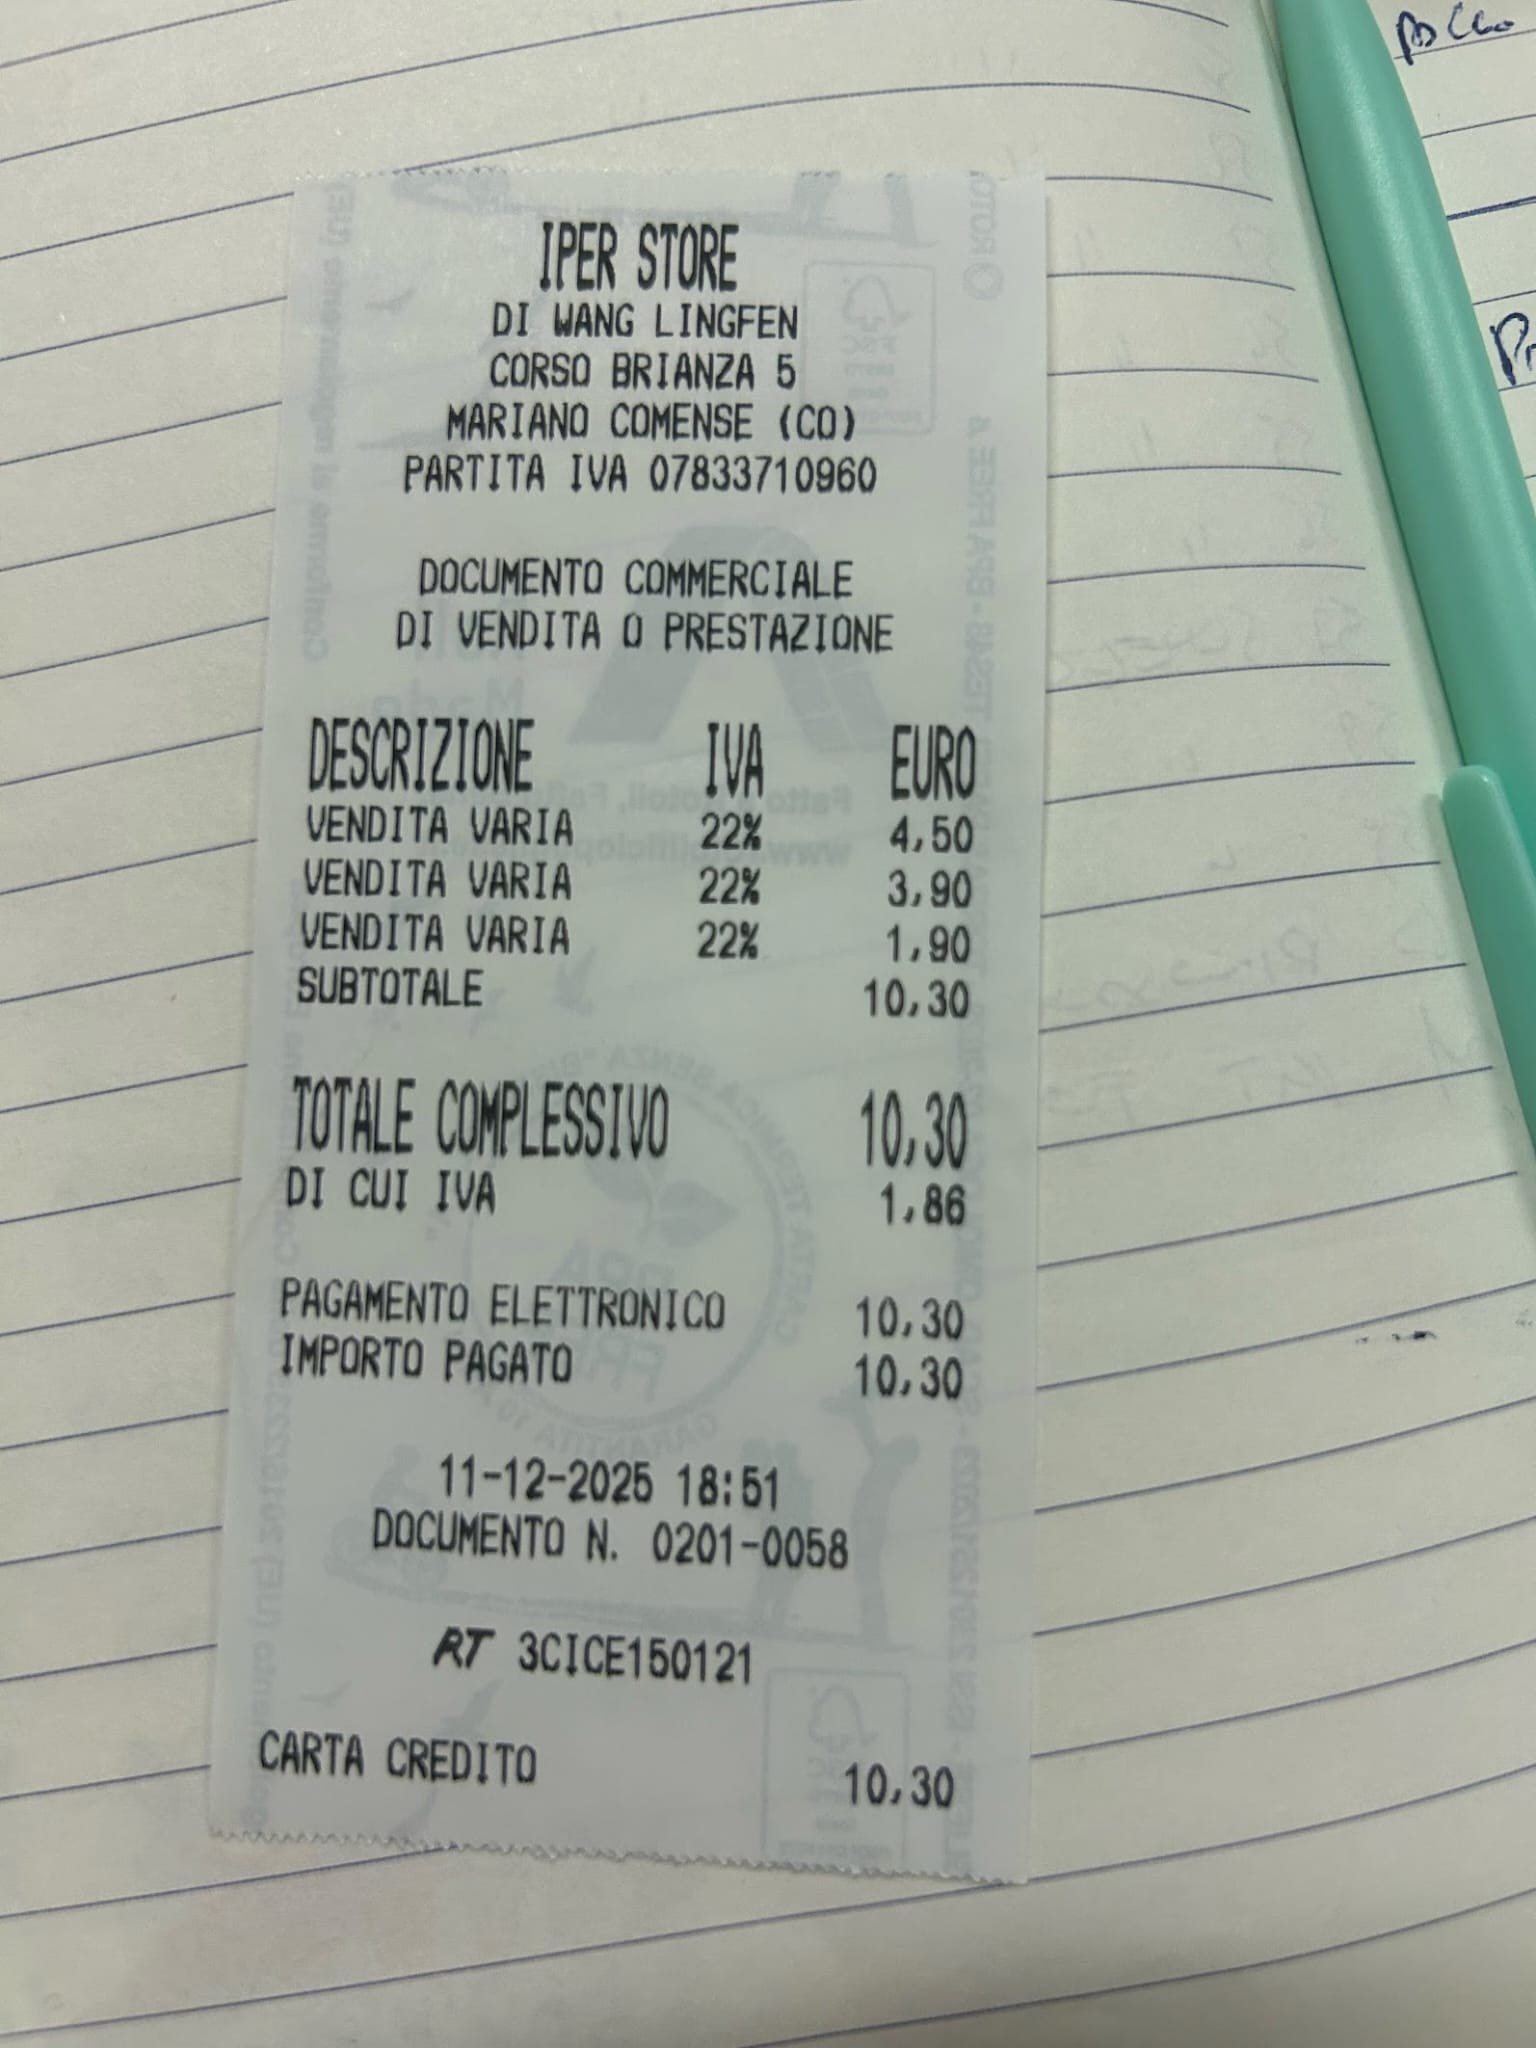 IPER STORE
DI WANG LINGFEN
CORSO BRIANZA 5
MARIANO COMENSE (CO)
PARTITA IVA 07833710960
DOCUMENTO COMMERCIALE
DI VENDITA O PRESTAZIONE
DESCRIZIONE IVA EURO
VENDITA VARIA 22% 4,50
VENDITA VARIA 22% 3,90
VENDITA VARIA 22% 1,90
SUBTOTALE 10,30
TOTALE COMPLESSIVO 10,30
DI CUI IVA 1,86
PAGAMENTO ELETTRONICO 10,30
IMPORTO PAGATO 10,30
11-12-2025 18:51
DOCUMENTO N. 0201-0058
RT 3CICE150121
CARTA CREDITO 10,30